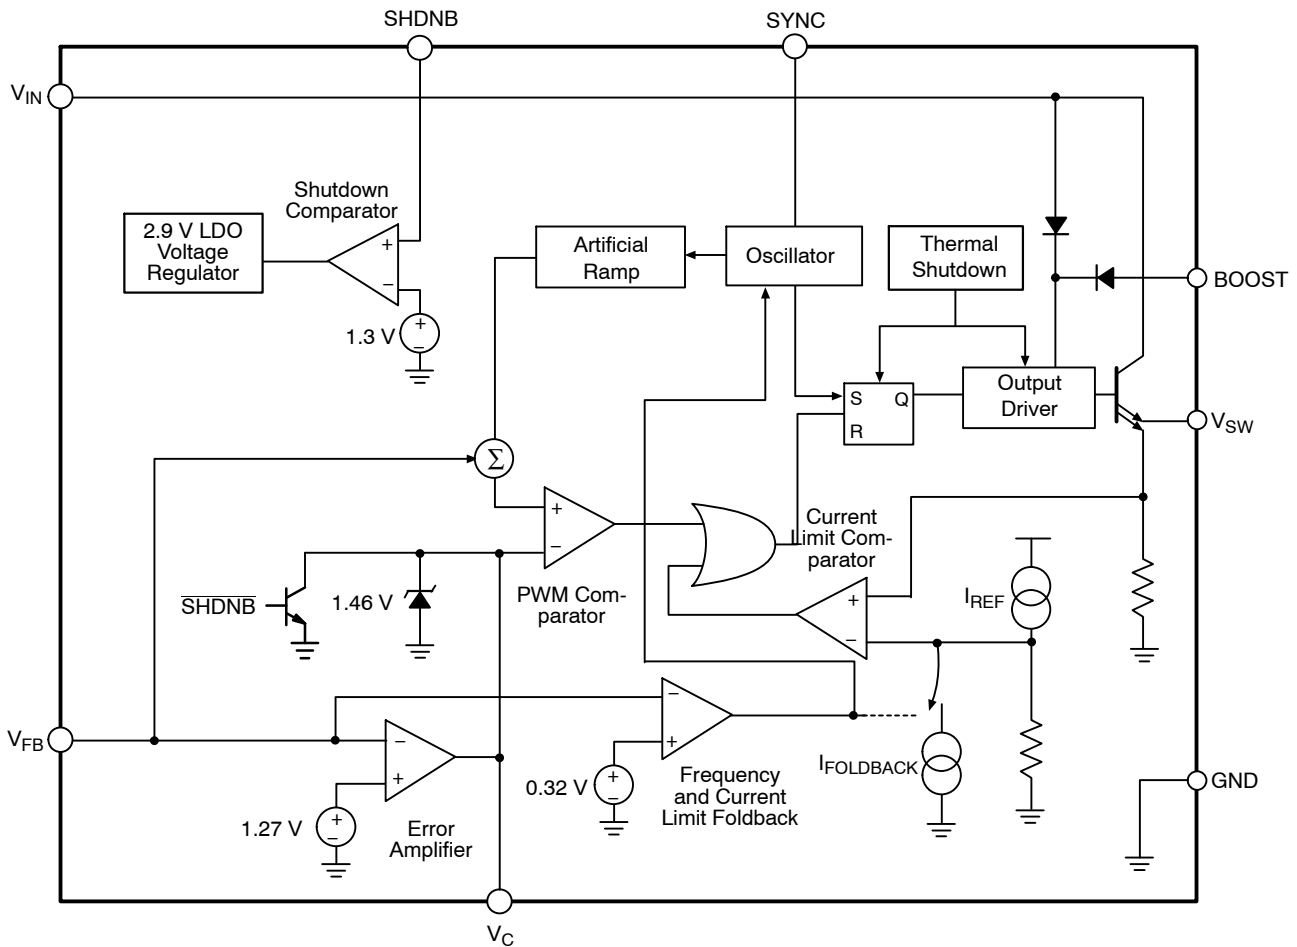 SHDNB
SYNC
VIN
Shutdown
Comparator
2.9 V LDO
Voltage
Regulator
+
−
1.3 V
+
−
Artificial
Ramp
Oscillator
Thermal
Shutdown
BOOST
Output
Driver
S
Q
R
VSW
Σ
+
−
PWM Com-
parator
Current
Limit Com-
parator
+
−
IREF
SHDNB
1.46 V
VFB
−
+
Error
Amplifier
1.27 V
+
−
−
+
0.32 V
+
−
Frequency
and Current
Limit Foldback
IFOLDBACK
GND
VC